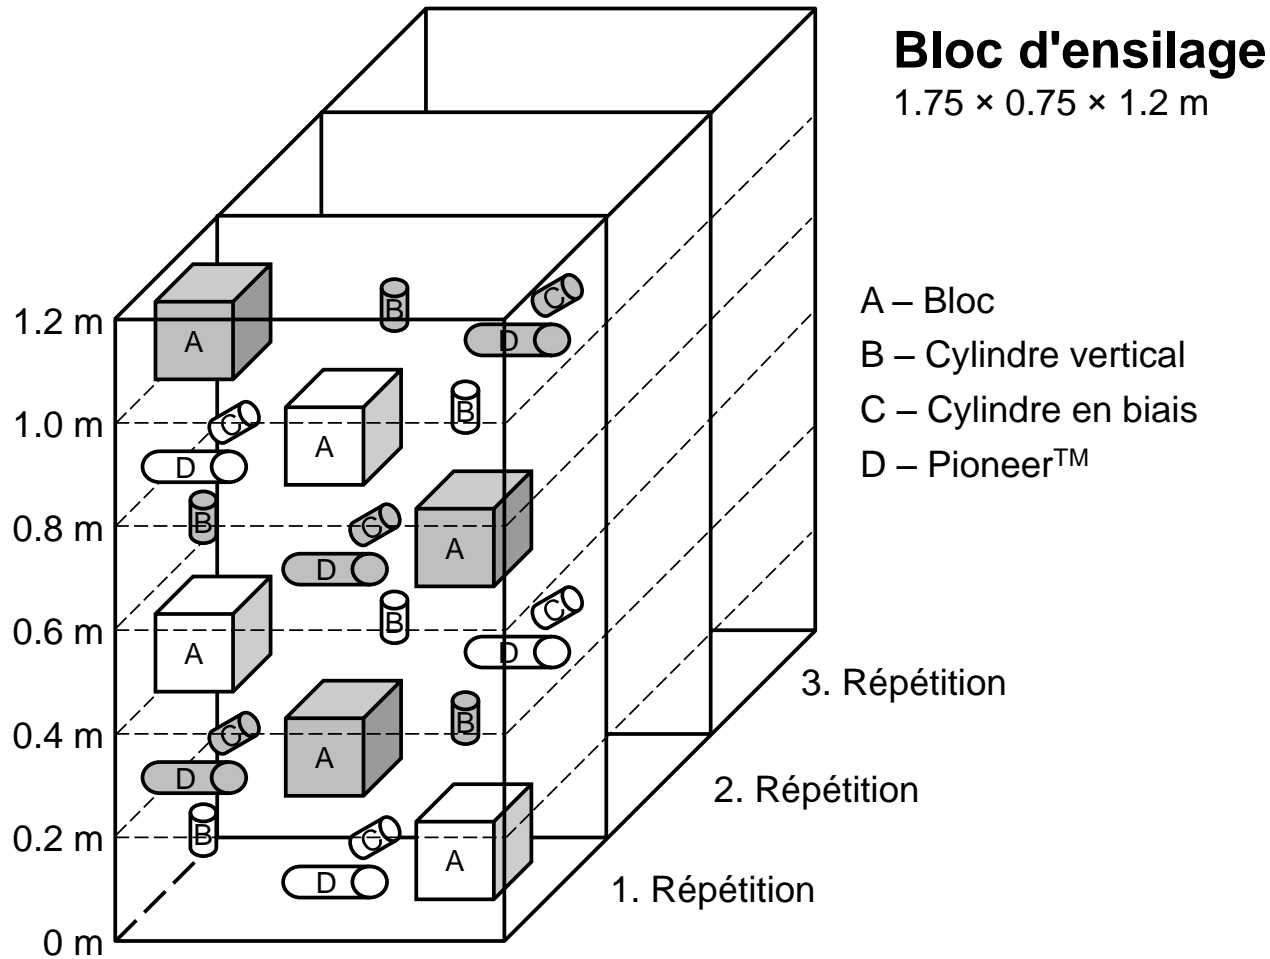 Bloc d'ensilage
1.75 × 0.75 × 1.2 m
A – Bloc
B – Cylindre vertical
C – Cylindre en biais
D – Pioneer™
1.2 m
1.0 m
0.8 m
0.6 m
0.4 m
0.2 m
0 m
A
B
C
D
C
A
B
D
B
C
D
A
A
B
C
D
C
A
B
D
B
C
D
A
3. Répétition
2. Répétition
1. Répétition